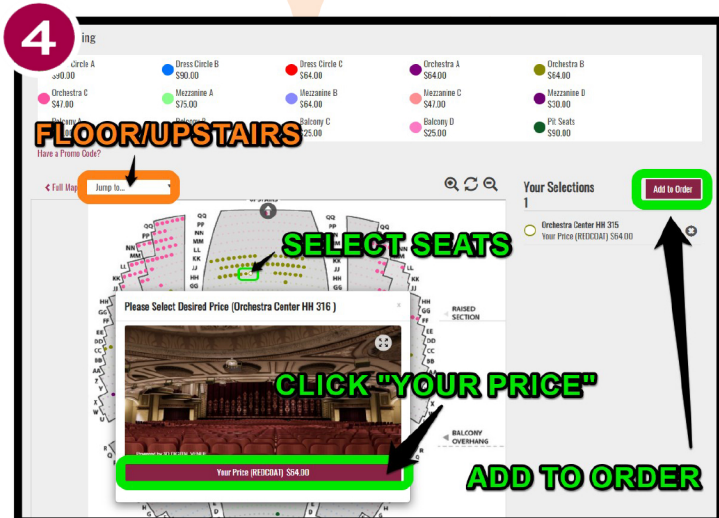 4
ing
Circle A
$90.00
Dress Circle B
$90.00
Dress Circle C
$64.00
Orchestra A
$64.00
Orchestra B
$64.00
Orchestra C
$47.00
Mezzanine A
$75.00
Mezzanine B
$64.00
Mezzanine C
$47.00
Mezzanine D
$30.00
Balcony C
$25.00
Balcony D
$25.00
Pit Seats
$90.00
FLOOR/UPSTAIRS
Have a Promo Code?
Full Map
Jump to...
Your Selections
1
Add to Order
Orchestra Center HH 315
Your Price (REDCOAT) $64.00
UPSTAIRS
QQ
PP
NN
MM
LL
KK
JJ
HH
GG
SELECT SEATS
Please Select Desired Price (Orchestra Center HH 316 )
RAISED
SECTION
CLICK "YOUR PRICE"
BALCONY
OVERHANG
Your Price (REDCOAT) $64.00
ADD TO ORDER